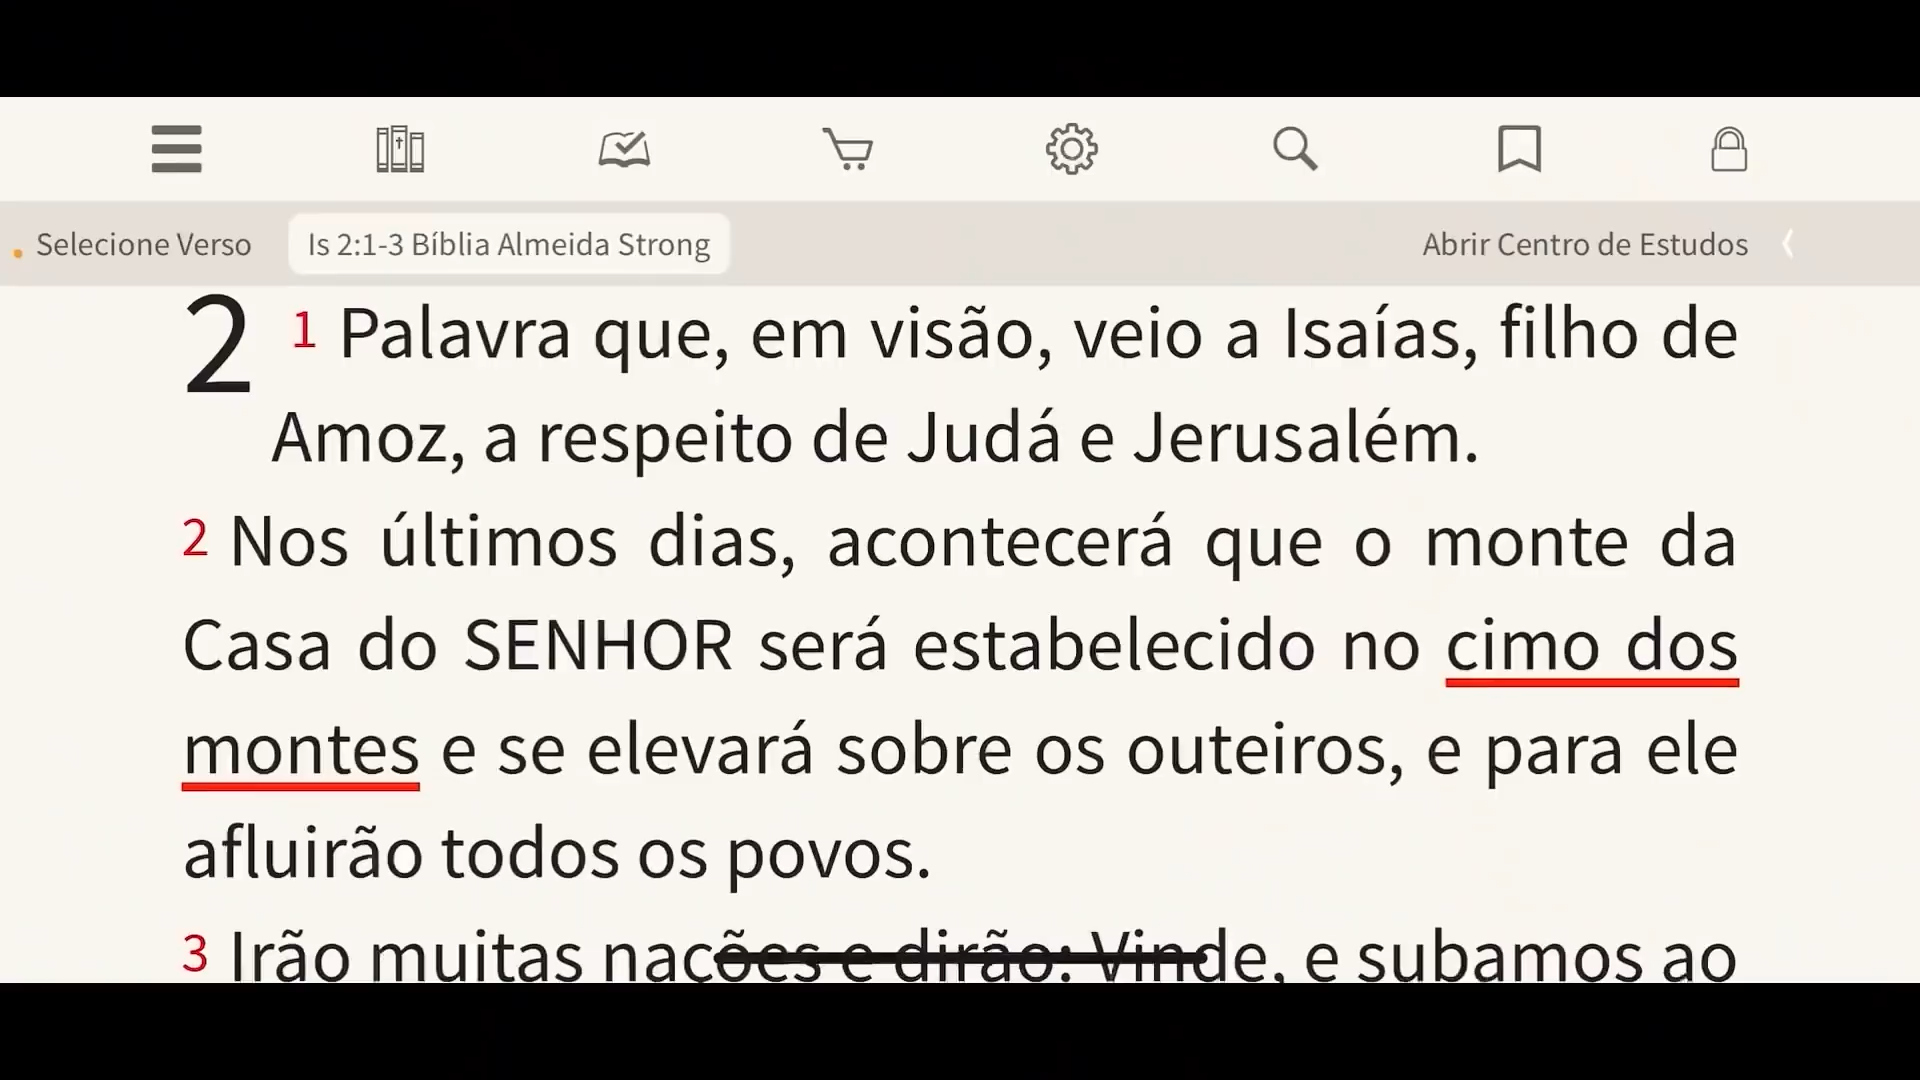 Selecione Verso
Is 2:1-3 Bíblia Almeida Strong
Abrir Centro de Estudos
2 1 Palavra que, em visão, veio a Isaías, filho de
Amoz, a respeito de Judá e Jerusalém.
2 Nos últimos dias, acontecerá que o monte da
Casa do SENHOR será estabelecido no cimo dos
montes e se elevará sobre os outeiros, e para ele
afluirão todos os povos.
3 Irão muitas nações e dirão: Vinde, e subamos ao